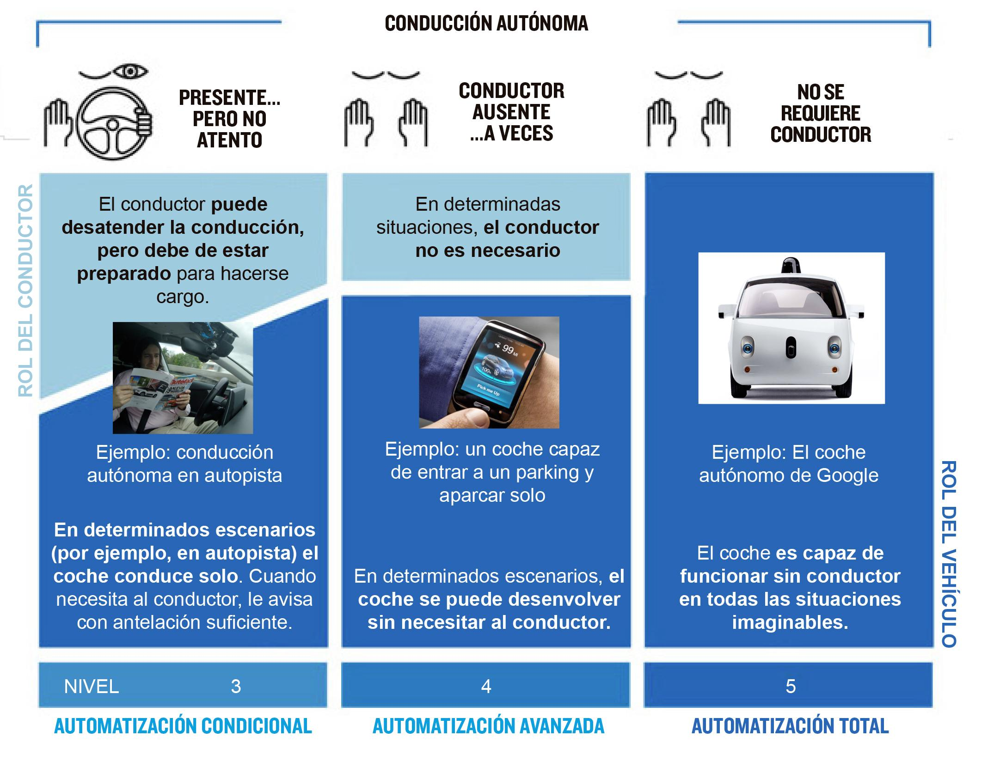 CONDUCCIÓN AUTÓNOMA
PRESENTE...
PERO NO
ATENTO
CONDUCTOR
AUSENTE
...A VECES
NO SE
REQUIERE
CONDUCTOR
ROL DEL CONDUCTOR
El conductor puede
desatender la conducción,
pero debe de estar
preparado para hacerse
cargo.
En determinadas
situaciones, el conductor
no es necesario
Autofácil
9 NUEVOS
MODELOS
99 MI
100%
Pick me Up
Ejemplo: conducción
autónoma en autopista
Ejemplo: un coche capaz
de entrar a un parking y
aparcar solo
Ejemplo: El coche
autónomo de Google
En determinados escenarios
(por ejemplo, en autopista) el
coche conduce solo. Cuando
necesita al conductor, le avisa
con antelación suficiente.
En determinados escenarios, el
coche se puede desenvolver
sin necesitar al conductor.
El coche es capaz de
funcionar sin conductor
en todas las situaciones
imaginables.
ROL DEL VEHÍCULO
NIVEL 3
4
5
AUTOMATIZACIÓN CONDICIONAL
AUTOMATIZACIÓN AVANZADA
AUTOMATIZACIÓN TOTAL